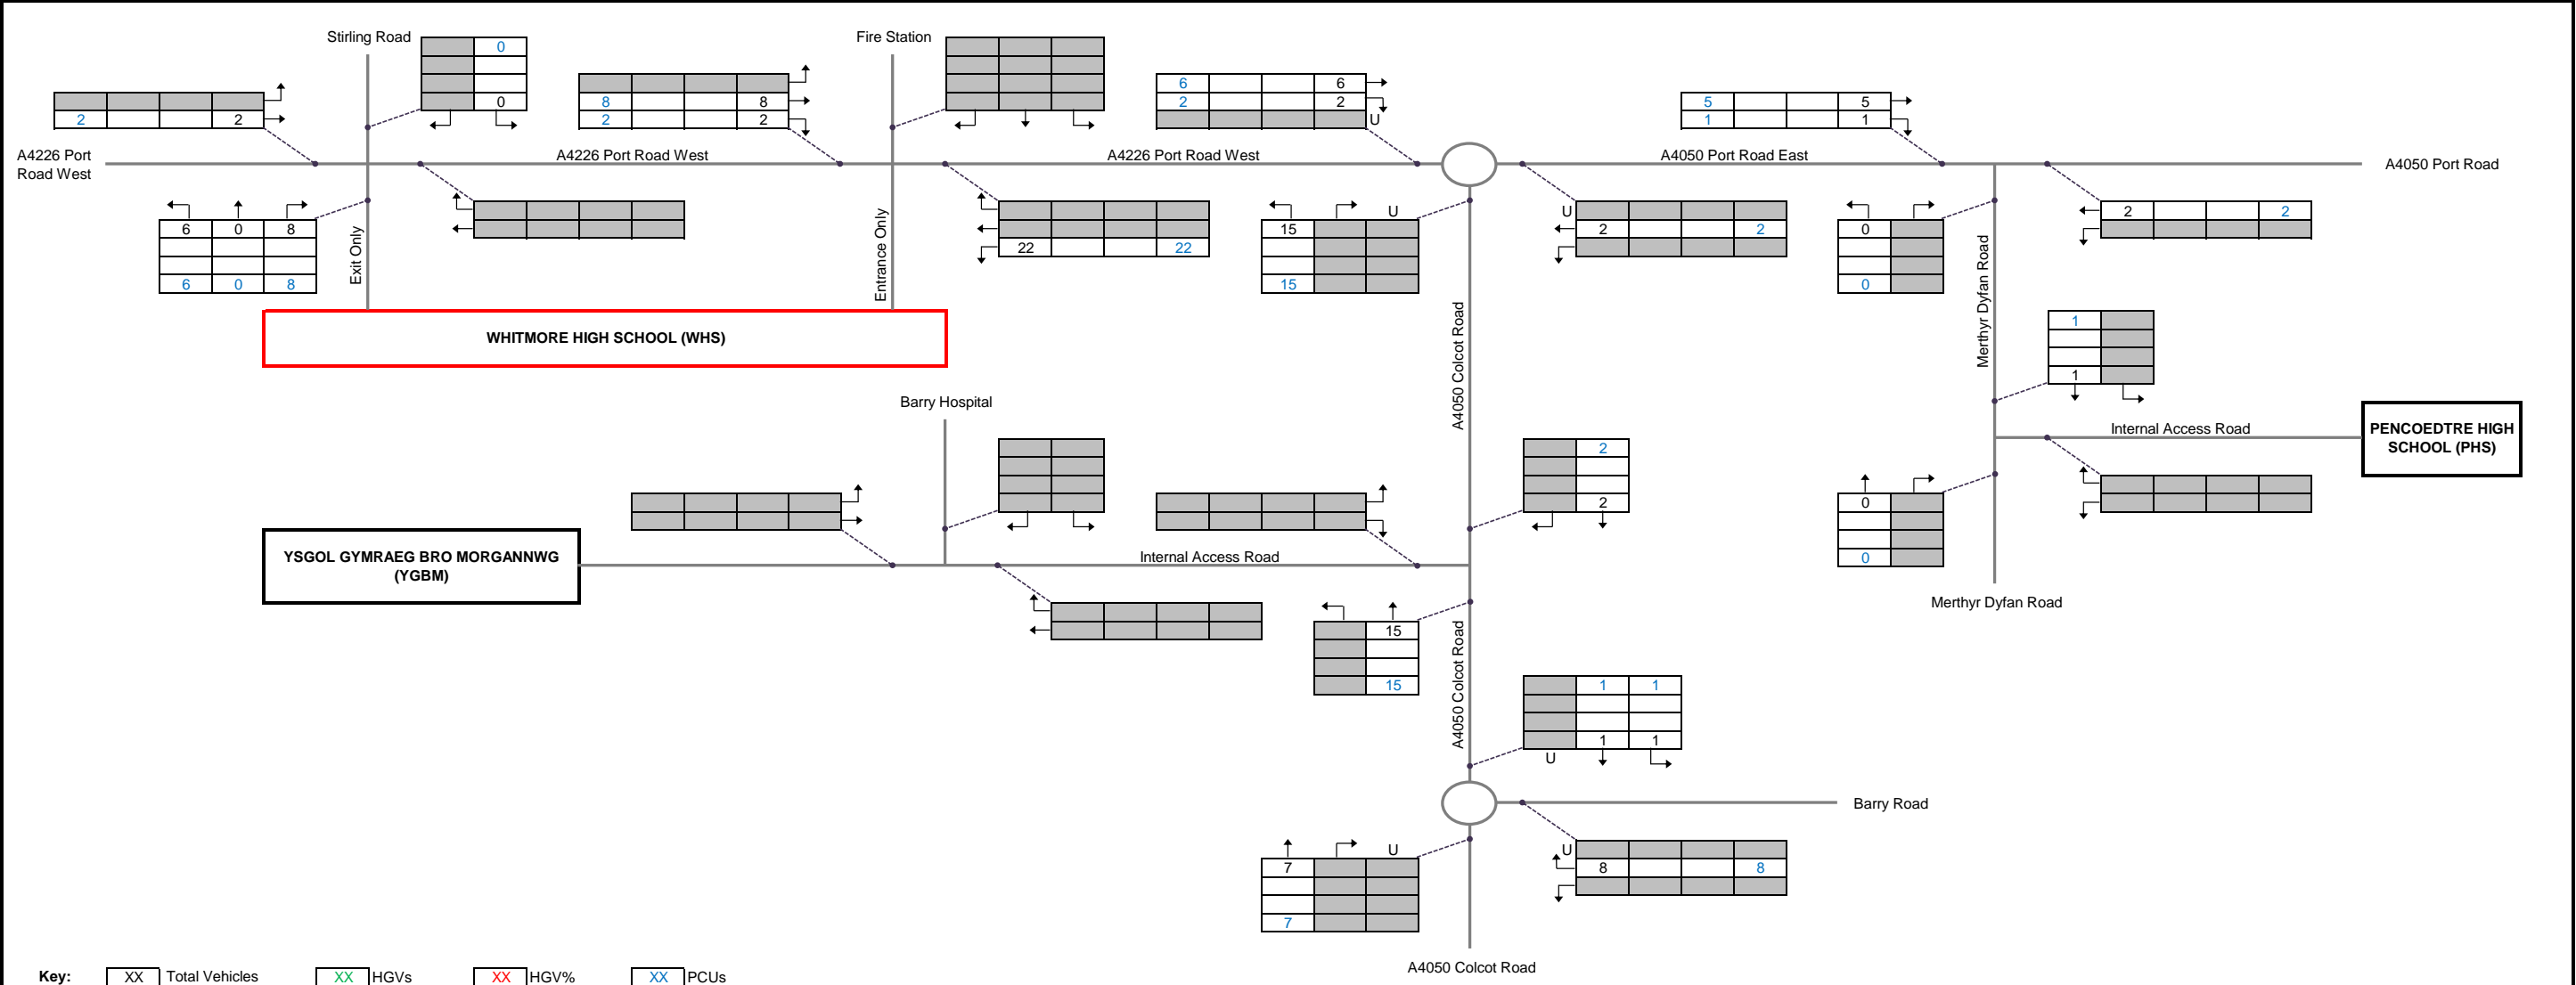 Stirling Road
0
0
Fire Station
8 8
2 2
2 2
6 6
2 2
U
5 5
1 1
A4226 Port
Road West
A4226 Port Road West
A4226 Port Road West
A4050 Port Road East
A4050 Port Road
6 0 8
6 0 8
Exit Only
Entrance Only
22 22
U
15
15
U
2 2
0
0
2 2
Merthyr Dyfan Road
A4050 Colcot Road
WHITMORE HIGH SCHOOL (WHS)
1
1
Barry Hospital
Internal Access Road
PENCOEDTRE HIGH
SCHOOL (PHS)
2
2
0
0
YSGOL GYMRAEG BRO MORGANNWG
(YGBM)
Internal Access Road
Merthyr Dyfan Road
15
15
A4050 Colcot Road
1 1
1 1
U
Barry Road
U
7
7
U
8 8
A4050 Colcot Road
Key: XX Total Vehicles XX HGVs XX HGV% XX PCUs